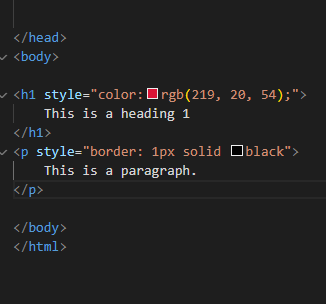 </head>
<body>
<h1 style="color:rgb(219, 20, 54);">
This is a heading 1
</h1>
<p style="border: 1px solid black">
This is a paragraph.
</p>
</body>
</html>